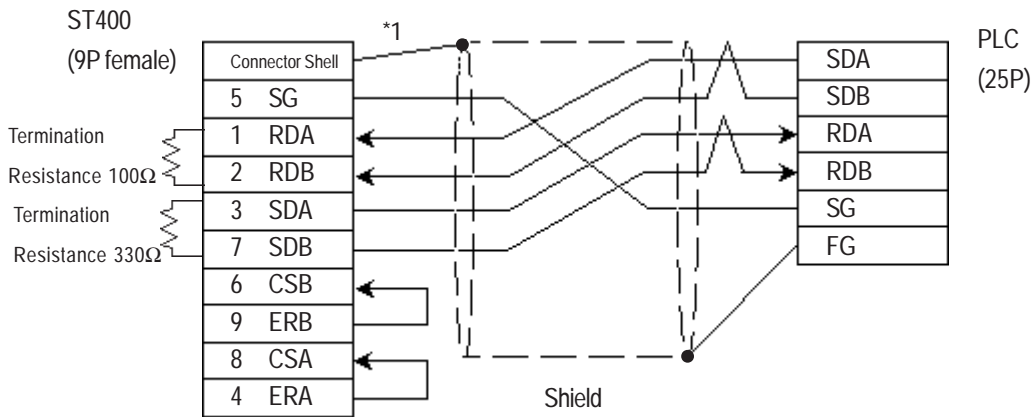 ST400
(9P female)
*1
PLC
(25P)
Connector Shell
5 SG
1 RDA
2 RDB
3 SDA
7 SDB
6 CSB
9 ERB
8 CSA
4 ERA
Termination
Resistance 100Ω
Termination
Resistance 330Ω
Shield
SDA
SDB
RDA
RDB
SG
FG